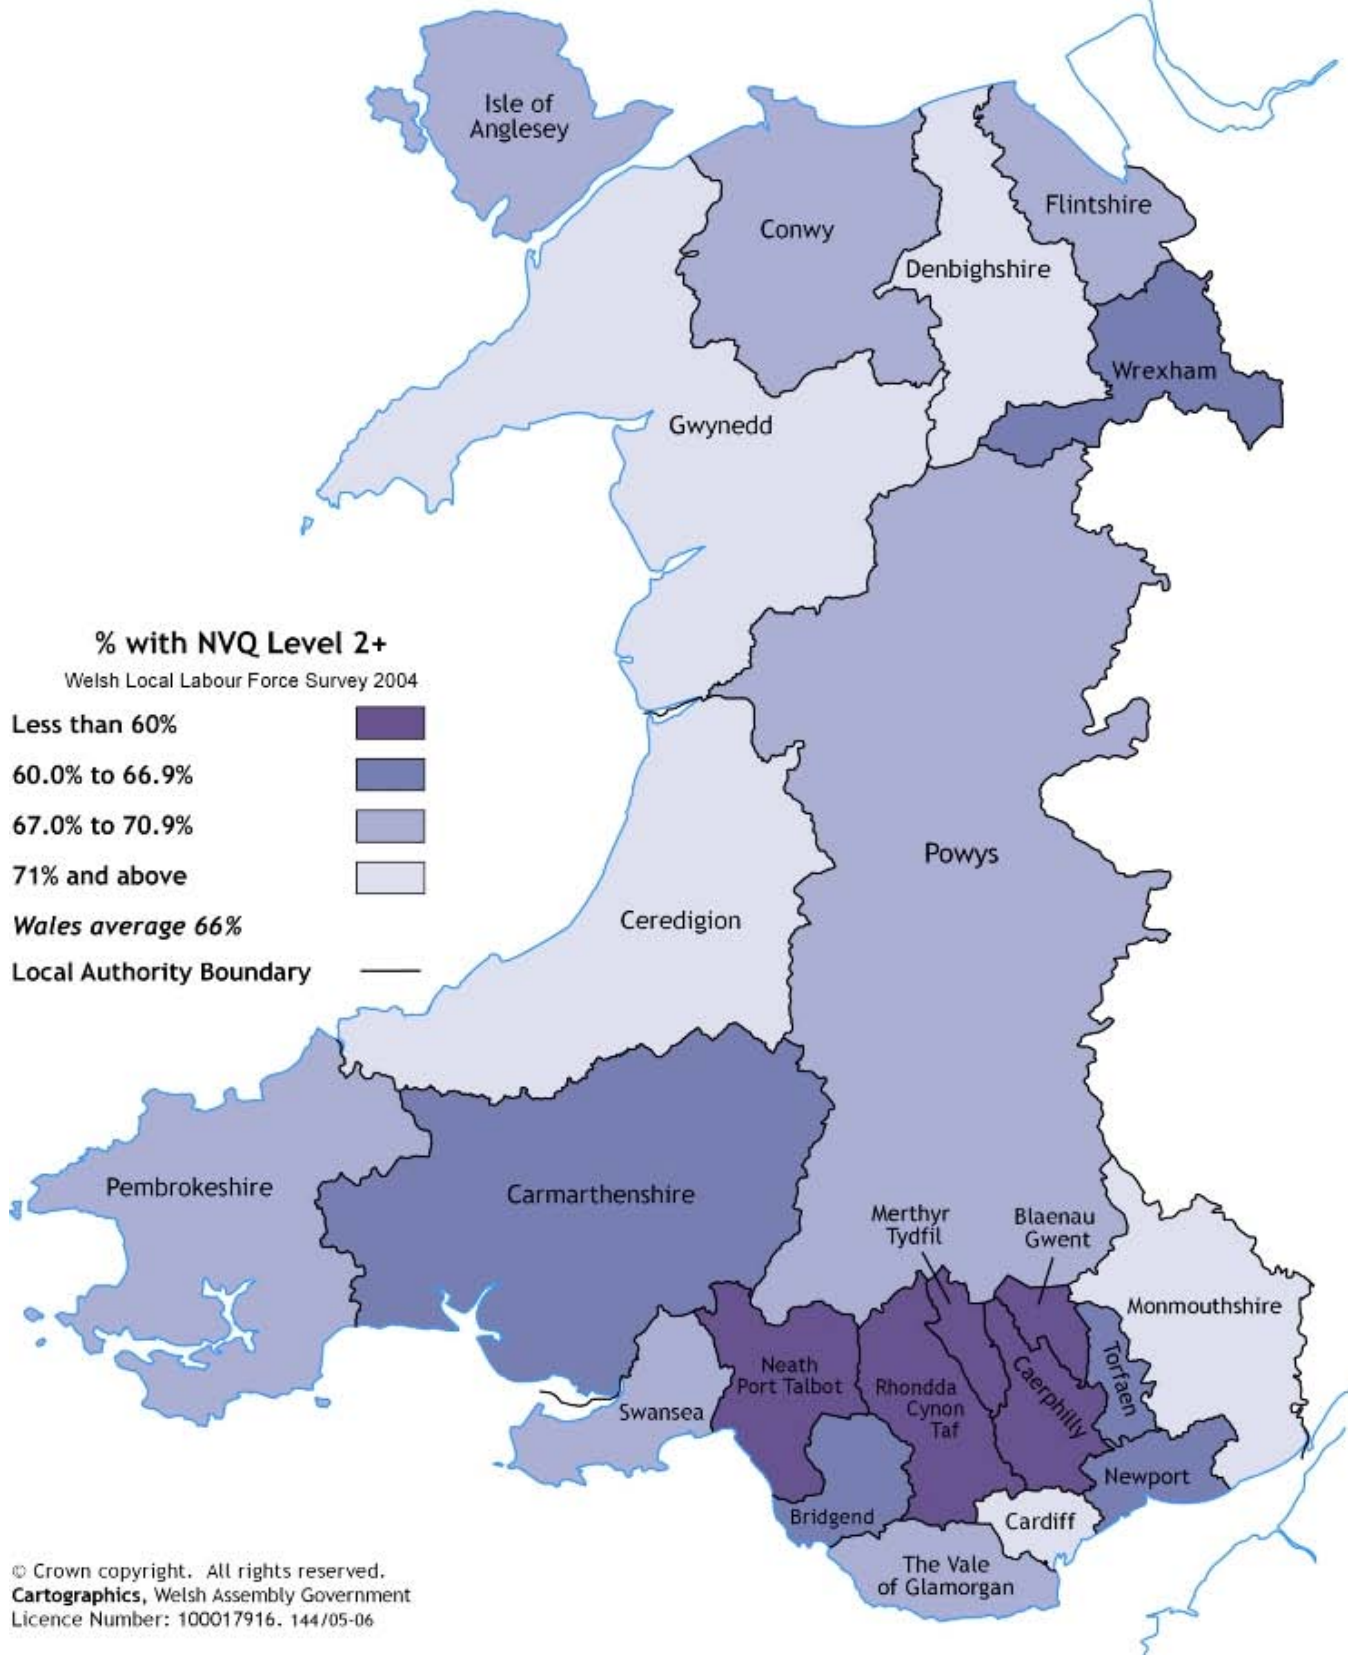 Isle of
Anglesey
Conwy
Flintshire
Denbighshire
Wrexham
Gwynedd
% with NVQ Level 2+
Welsh Local Labour Force Survey 2004
Less than 60%
60.0% to 66.9%
67.0% to 70.9%
71% and above
Wales average 66%
Local Authority Boundary
Powys
Ceredigion
Pembrokeshire
Carmarthenshire
Merthyr
Tydfil
Blaenau
Gwent
Monmouthshire
Neath
Port Talbot
Rhondda
Cynon
Taf
Caerphilly
Torfaen
Swansea
Newport
Bridgend
Cardiff
The Vale
of Glamorgan
© Crown copyright. All rights reserved.
Cartographics, Welsh Assembly Government
Licence Number: 100017916. 144/05-06